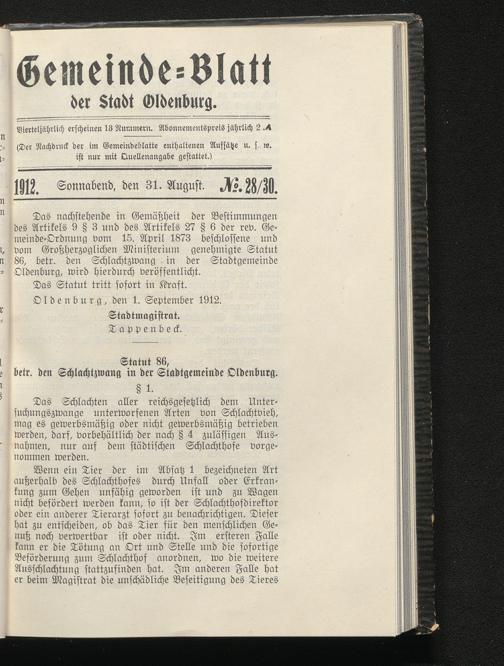 Gemeinde=Blatt
der Stadt Oldenburg.
Vierteljährlich erscheinen 13 Nummern. Abonnementspreis jährlich 2 ℳ
(Der Nachdruck der im Gemeindeblatte enthaltenen Aufsätze u. s. w.
ist nur mit Quellenangabe gestattet.)
1912. Sonnabend, den 31. August. No. 28/30.
Das nachstehende in Gemäßheit der Bestimmungen
des Artikels 9 § 3 und des Artikels 27 § 6 der rev. Ge-
meinde-Ordnung vom 15. April 1873 beschlossene und
vom Großherzoglichen Ministerium genehmigte Statut
86, betr. den Schlachtzwang in der Stadtgemeinde
Oldenburg, wird hierdurch veröffentlicht.
Das Statut tritt sofort in Kraft.
Oldenburg, den 1. September 1912.
Stadtmagistrat.
Tappenbeck.
Statut 86,
betr. den Schlachtzwang in der Stadtgemeinde Oldenburg.
§ 1.
Das Schlachten aller reichsgesetzlich dem Unter-
suchungszwange unterworfenen Arten von Schlachtvieh,
mag es gewerbsmäßig oder nicht gewerbsmäßig betrieben
werden, darf, vorbehältlich der nach § 4 zulässigen Aus-
nahmen, nur auf dem städtischen Schlachthofe vorge-
nommen werden.
Wenn ein Tier der im Absatz 1 bezeichneten Art
außerhalb des Schlachthofes durch Unfall oder Erkran-
kung zum Gehen unfähig geworden ist und zu Wagen
nicht befördert werden kann, so ist der Schlachthofdirektor
oder ein anderer Tierarzt sofort zu benachrichtigen. Dieser
hat zu entscheiden, ob das Tier für den menschlichen Ge-
nuß noch verwertbar ist oder nicht. Im ersteren Falle
kann er die Tötung an Ort und Stelle und die sofortige
Beförderung zum Schlachthof anordnen, wo die weitere
Ausschlachtung stattzufinden hat. Im anderen Falle hat
er beim Magistrat die unschädliche Beseitigung des Tieres